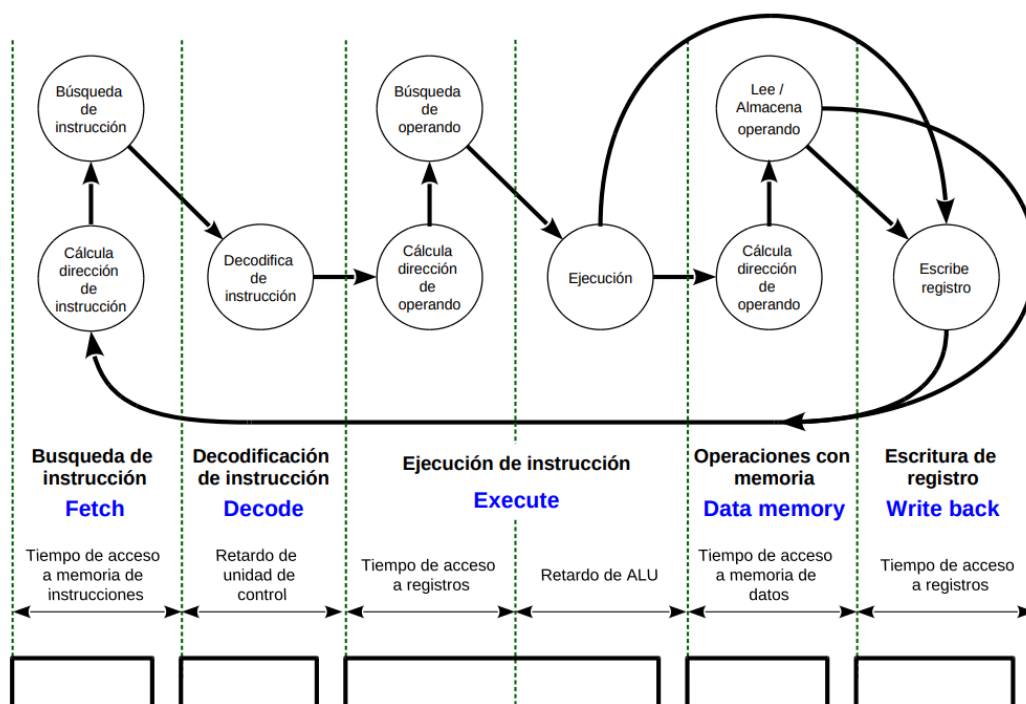 Búsqueda
de
instrucción
Búsqueda
de
operando
Lee /
Almacena
operando
Cálcula
dirección
de
instrucción
Decodifica
de
instrucción
Cálcula
dirección
de
operando
Ejecución
Cálcula
dirección
de
operando
Escribe
registro
Busqueda de
instrucción
Fetch
Decodificación
de instrucción
Decode
Ejecución de instrucción
Execute
Operaciones con
memoria
Data memory
Escritura de
registro
Write back
Tiempo de acceso
a memoria de
instrucciones
Retardo de
unidad de
control
Tiempo de acceso
a registros
Retardo de ALU
Tiempo de acceso
a memoria de
datos
Tiempo de acceso
a registros